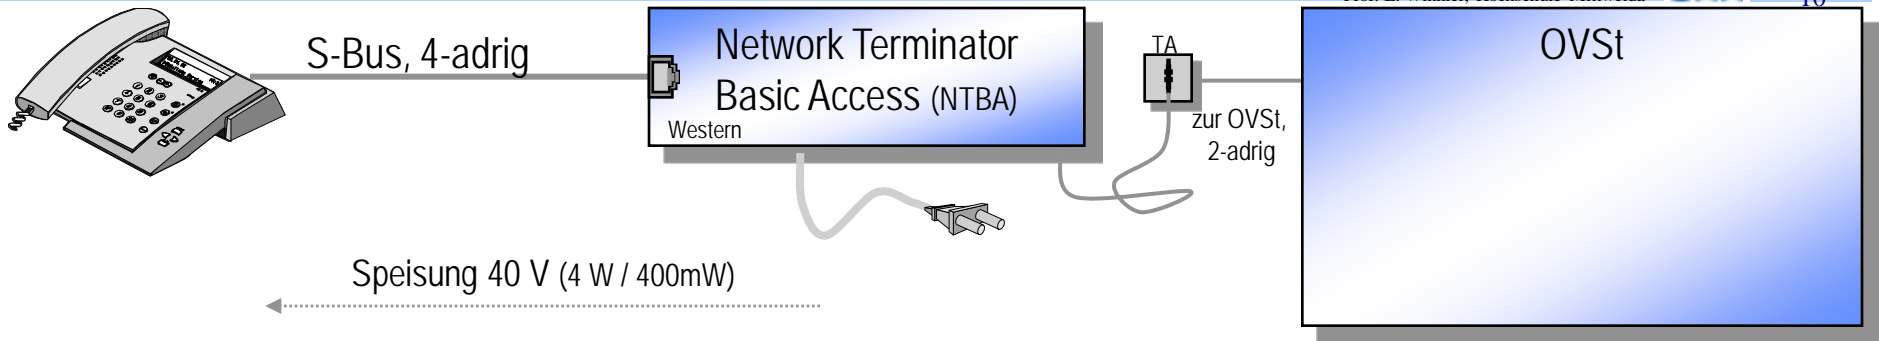 S-Bus, 4-adrig
Network Terminator
Basic Access (NTBA)
Western
TA
zur OVSt,
2-adrig
OVSt
Speisung 40 V (4 W / 400mW)